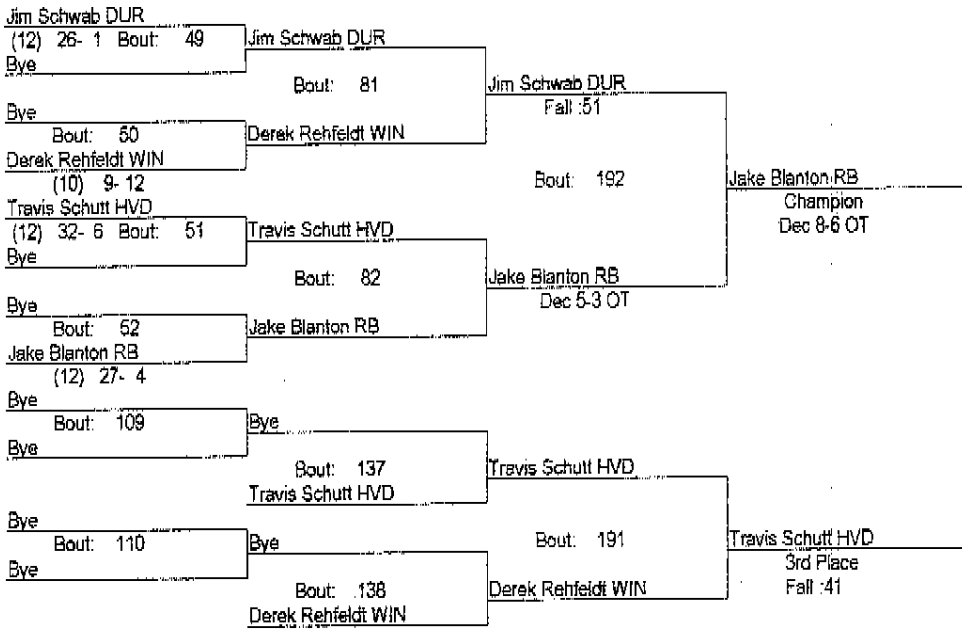 Jim Schwab DUR
(12) 26- 1 Bout: 49
Bye
Jim Schwab DUR
Bout: 81
Bye
Bout: 50
Derek Rehfeldt WIN
(10) 9- 12
Derek Rehfeldt WIN
Jim Schwab DUR
Fall :51
Travis Schutt HVD
(12) 32- 6 Bout: 51
Bye
Travis Schutt HVD
Bout: 82
Bye
Bout: 52
Jake Blanton RB
(12) 27- 4
Jake Blanton RB
Jake Blanton RB
Dec 5-3 OT
Bout: 192
Jake Blanton RB
Champion
Dec 8-6 OT
Bye
Bout: 109
Bye
Bye
Bout: 137
Travis Schutt HVD
Travis Schutt HVD
Bye
Bout: 110
Bye
Bye
Bout: 138
Derek Rehfeldt WIN
Derek Rehfeldt WIN
Bout: 191
Travis Schutt HVD
3rd Place
Fall :41